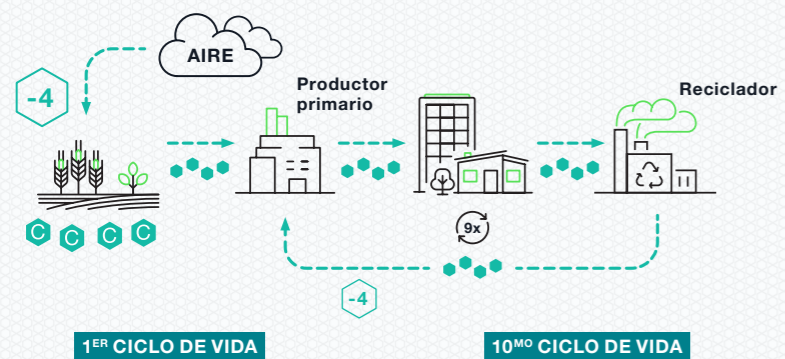 AIRE
-4
Productor
primario
Reciclador
C C C C
9x
-4
1ER CICLO DE VIDA
10MO CICLO DE VIDA